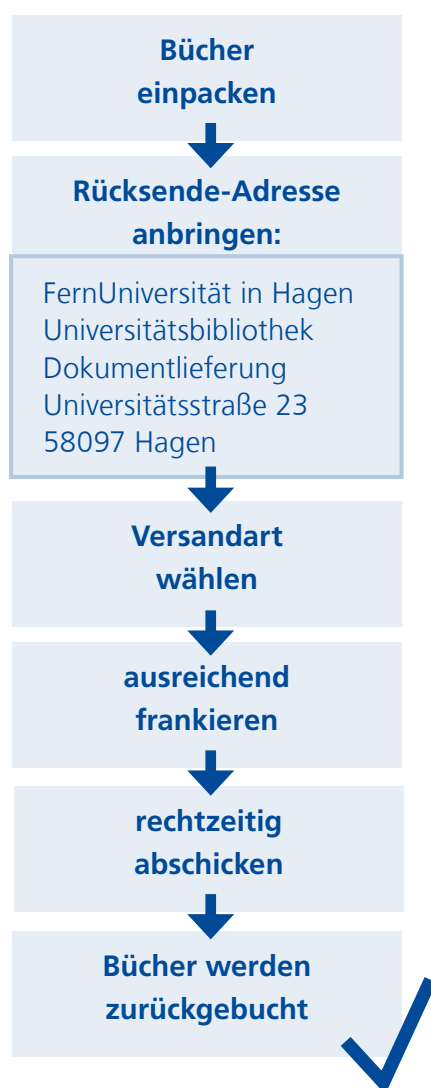 Bücher
einpacken
Rücksende-Adresse
anbringen:
FernUniversität in Hagen
Universitätsbibliothek
Dokumentlieferung
Universitätsstraße 23
58097 Hagen
Versandart
wählen
ausreichend
frankieren
rechtzeitig
abschicken
Bücher werden
zurückgebucht